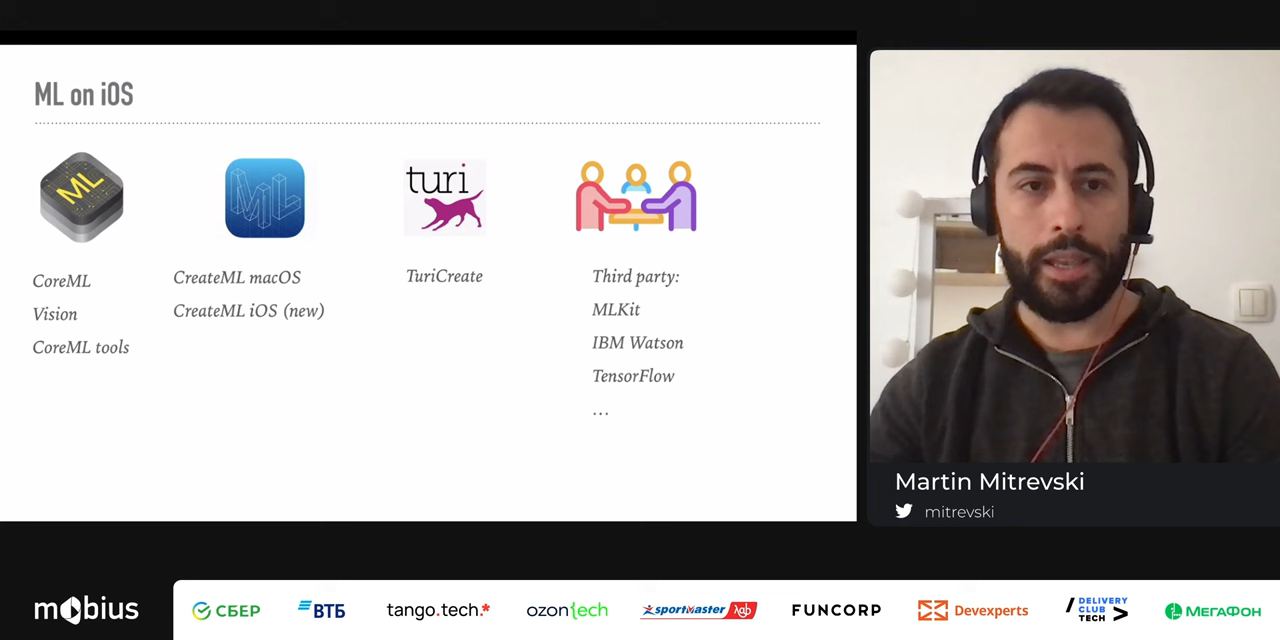 ML on iOS
ML
CoreML
Vision
CoreML tools
ML
CreateML macOS
CreateML iOS (new)
turi
TuriCreate
Third party:
MLKit
IBM Watson
TensorFlow
...
Martin Mitrevski
mitrevski
mobius
СБЕР
ВТБ
tango.tech.*
ozon{tech
sportmaster lab
FUNCORP
Devexperts
/ DELIVERY
CLUB
TECH >
МЕГАФОН